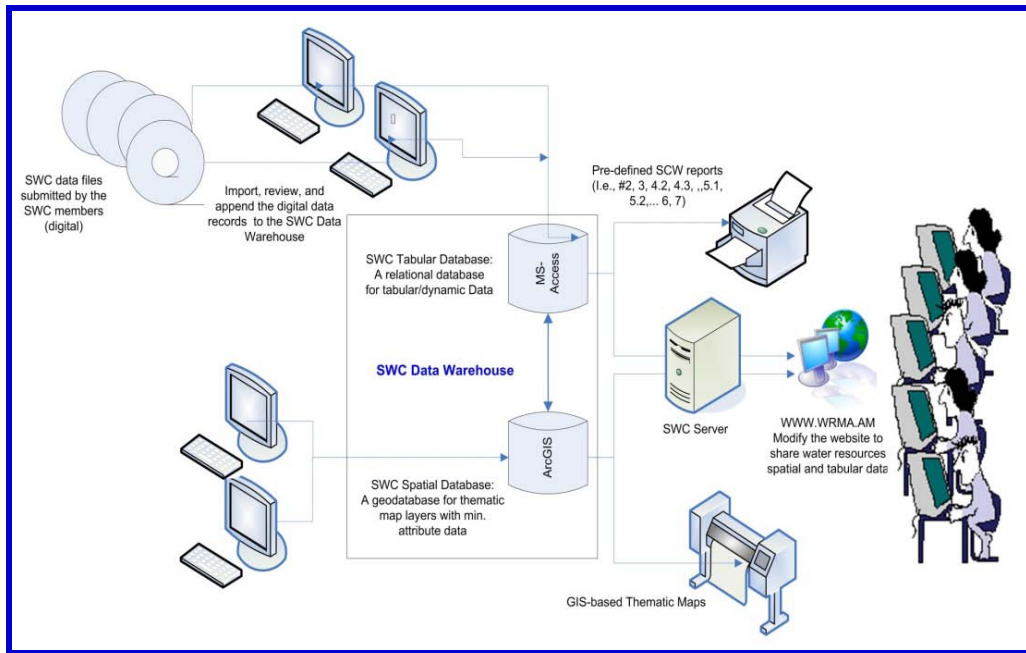 SWC data files
submitted by the
SWC members
(digital)
Import, review, and
append the digital data
records to the SWC Data
Warehouse
Pre-defined SCW reports
(I.e., #2, 3, 4.2, 4.3, ,,5.1,
5.2,... 6, 7)
SWC Tabular Database:
A relational database
for tabular/dynamic Data
MS-
Access
SWC Data Warehouse
SWC Server
WWW.WRMA.AM
Modify the website to
share water resources
spatial and tabular data
ArcGIS
SWC Spatial Database:
A geodatabase for thematic
map layers with min.
attribute data
GIS-based Thematic Maps